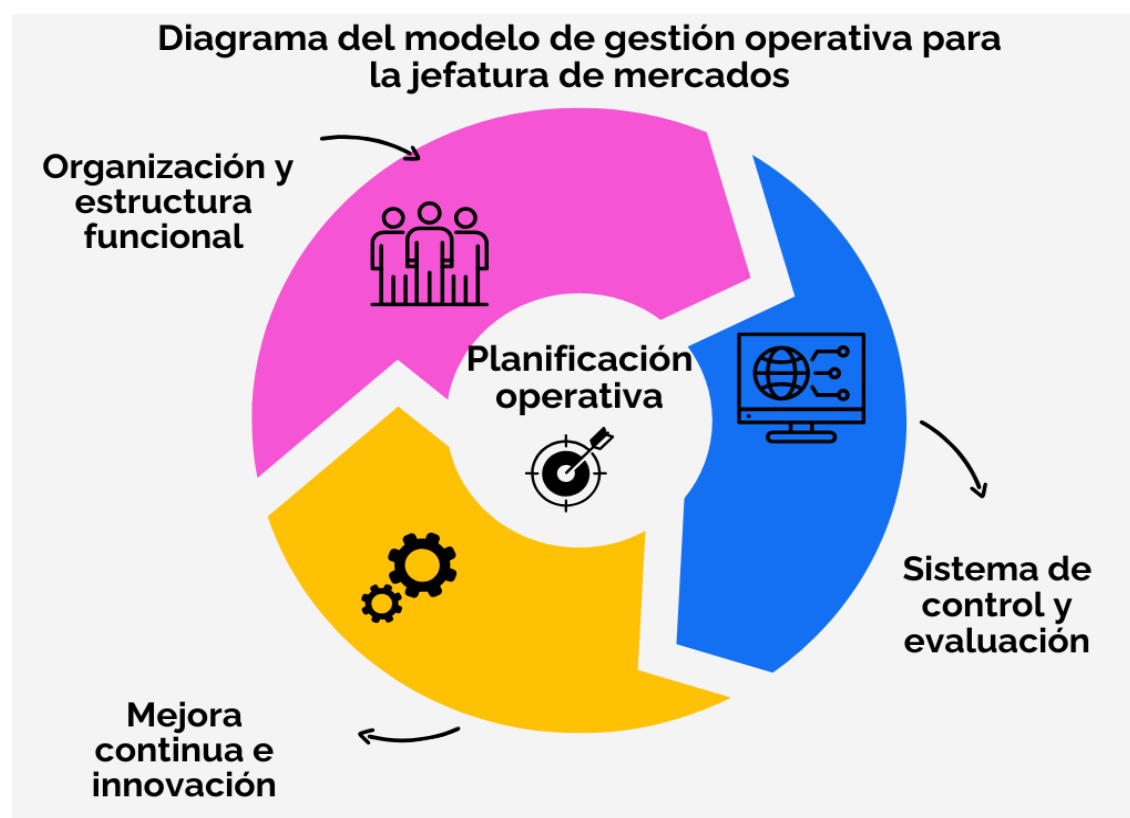 Diagrama del modelo de gestión operativa para
la jefatura de mercados
Organización y
estructura
funcional
Planificación
operativa
Sistema de
control y
evaluación
Mejora
continua e
innovación